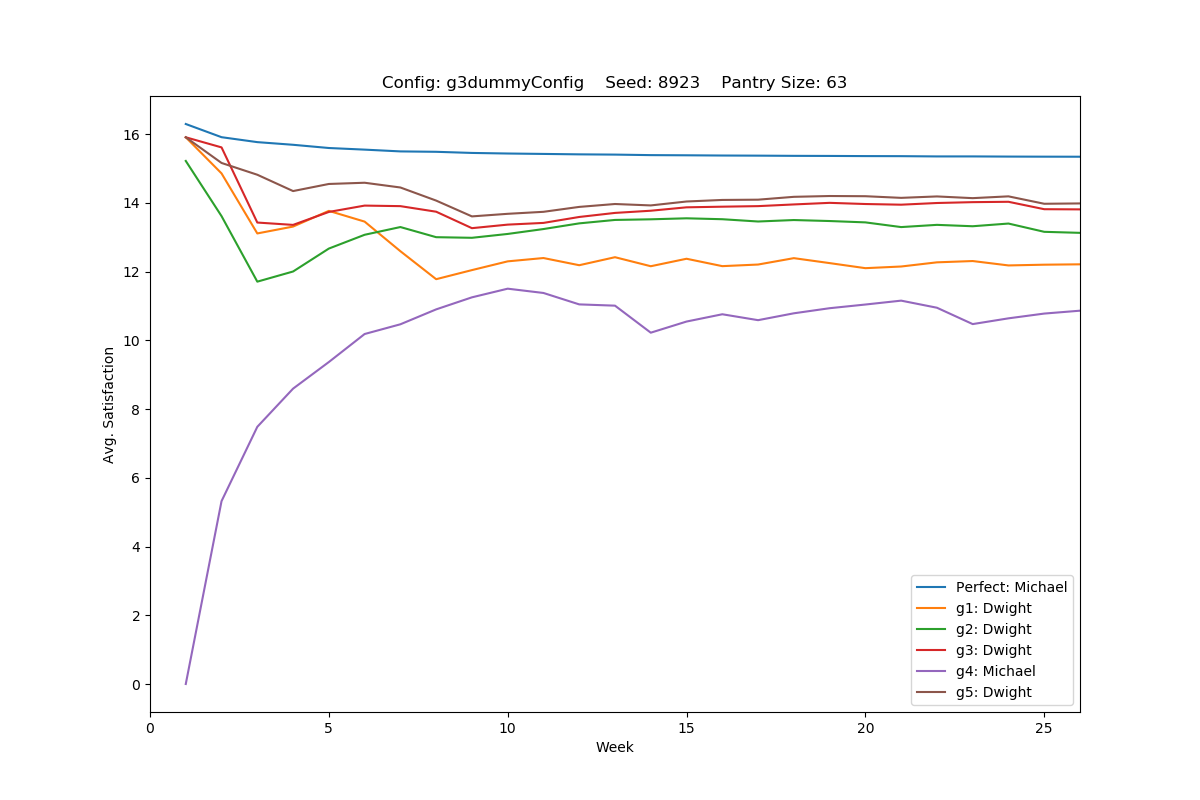 Config: g3dummyConfig    Seed: 8923    Pantry Size: 63
16
14
12
10
8
6
4
2
0
Avg. Satisfaction
Perfect: Michael
g1: Dwight
g2: Dwight
g3: Dwight
g4: Michael
g5: Dwight
0 5 10 15 20 25
Week